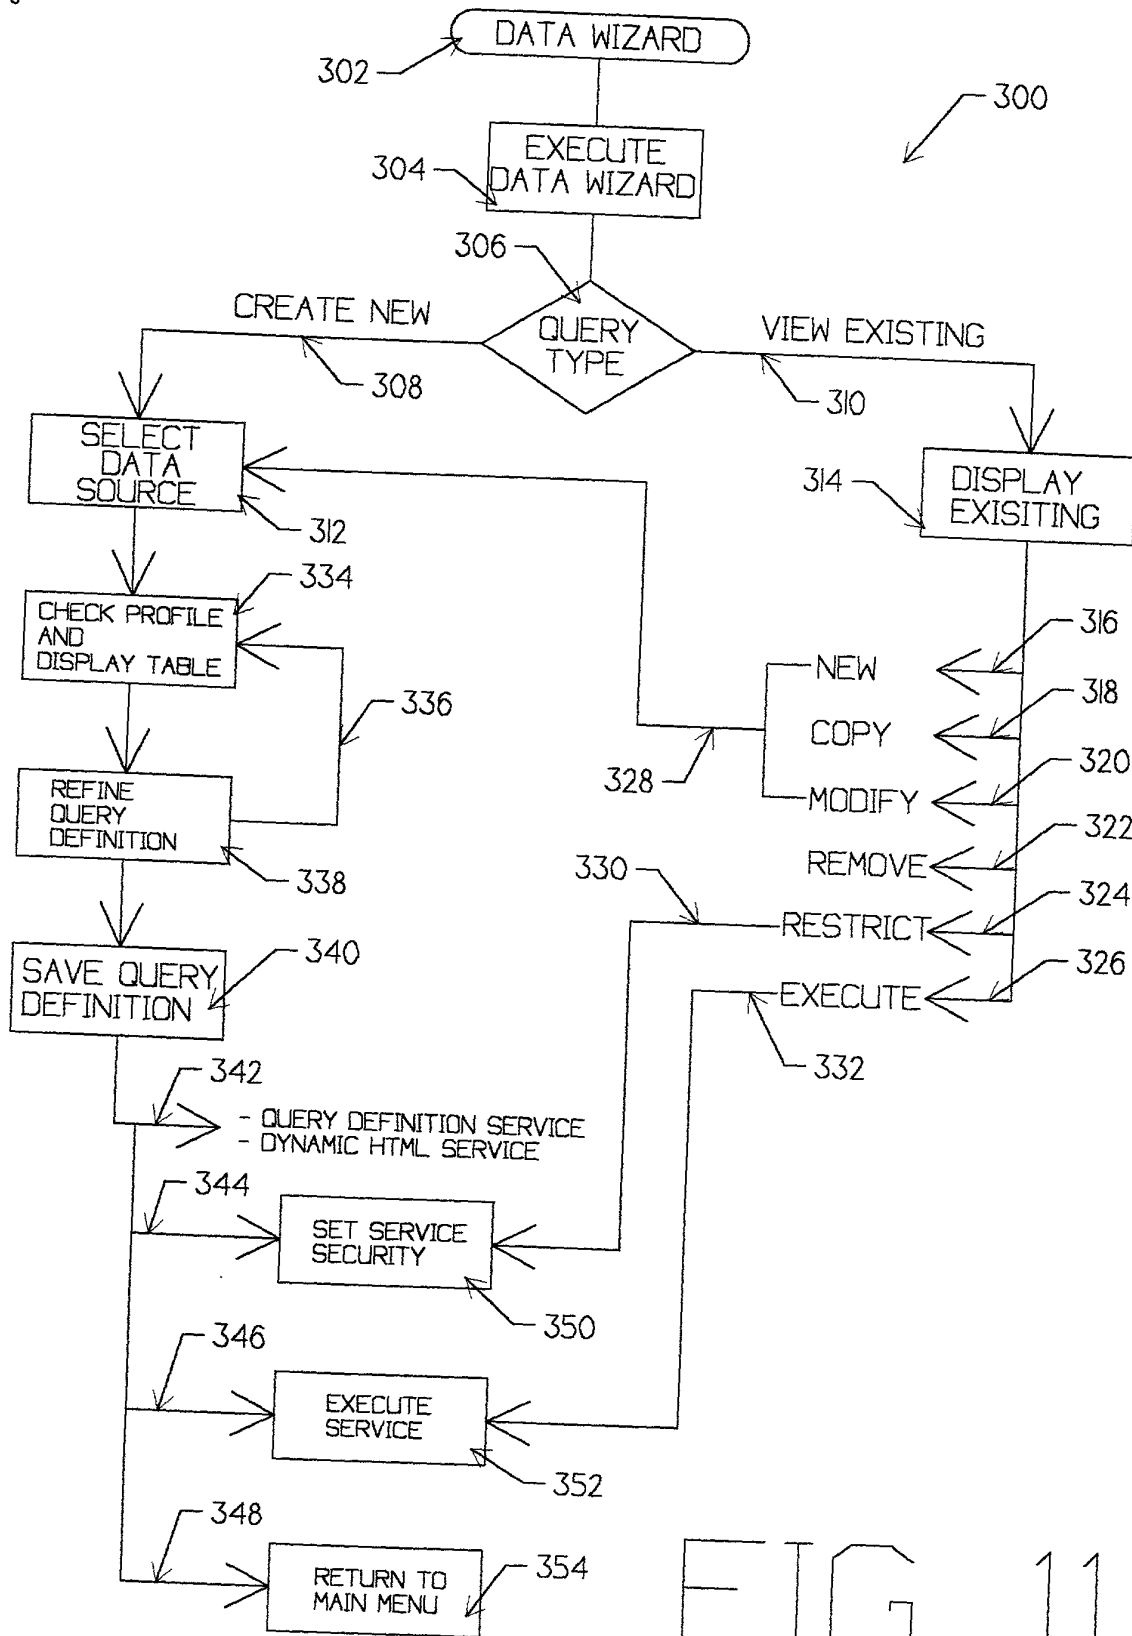 DATA WIZARD
302
300
EXECUTE
DATA WIZARD
304
306
CREATE NEW
QUERY
TYPE
VIEW EXISTING
308
310
SELECT
DATA
SOURCE
312
314
DISPLAY
EXISITING
334
CHECK PROFILE
AND
DISPLAY TABLE
316
NEW
336
318
COPY
328
320
MODIFY
REFINE
QUERY
DEFINITION
338
322
REMOVE
330
324
RESTRICT
340
SAVE QUERY
DEFINITION
326
EXECUTE
332
342
- QUERY DEFINITION SERVICE
- DYNAMIC HTML SERVICE
344
SET SERVICE
SECURITY
350
346
EXECUTE
SERVICE
352
348
354
RETURN TO
MAIN MENU
FIG 11